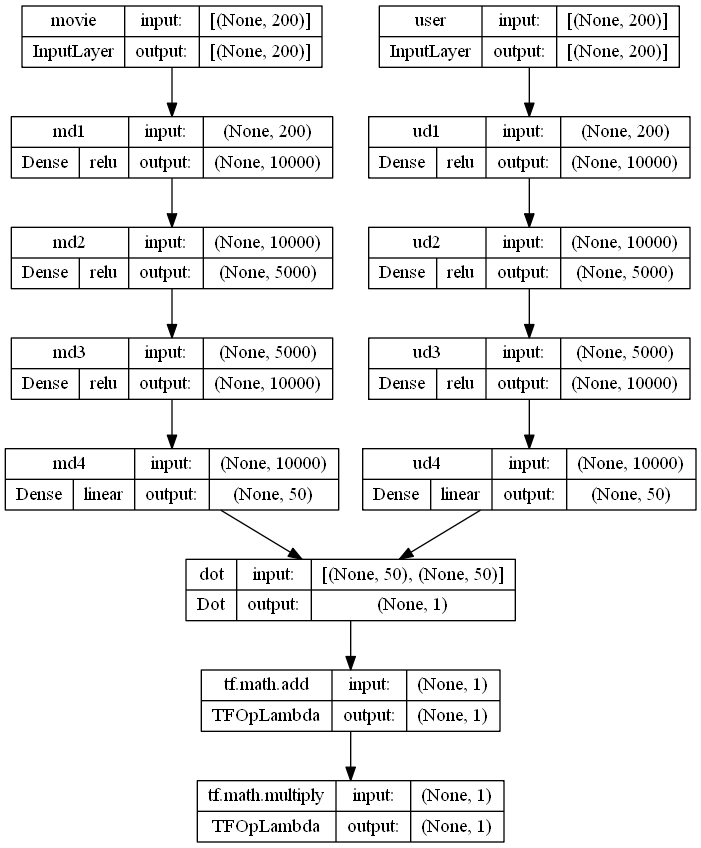 movie input: [(None, 200)]
InputLayer output: [(None, 200)]
user input: [(None, 200)]
InputLayer output: [(None, 200)]
md1 input: (None, 200)
Dense relu output: (None, 10000)
ud1 input: (None, 200)
Dense relu output: (None, 10000)
md2 input: (None, 10000)
Dense relu output: (None, 5000)
ud2 input: (None, 10000)
Dense relu output: (None, 5000)
md3 input: (None, 5000)
Dense relu output: (None, 10000)
ud3 input: (None, 5000)
Dense relu output: (None, 10000)
md4 input: (None, 10000)
Dense linear output: (None, 50)
ud4 input: (None, 10000)
Dense linear output: (None, 50)
dot input: [(None, 50), (None, 50)]
Dot output: (None, 1)
tf.math.add input: (None, 1)
TFOpLambda output: (None, 1)
tf.math.multiply input: (None, 1)
TFOpLambda output: (None, 1)